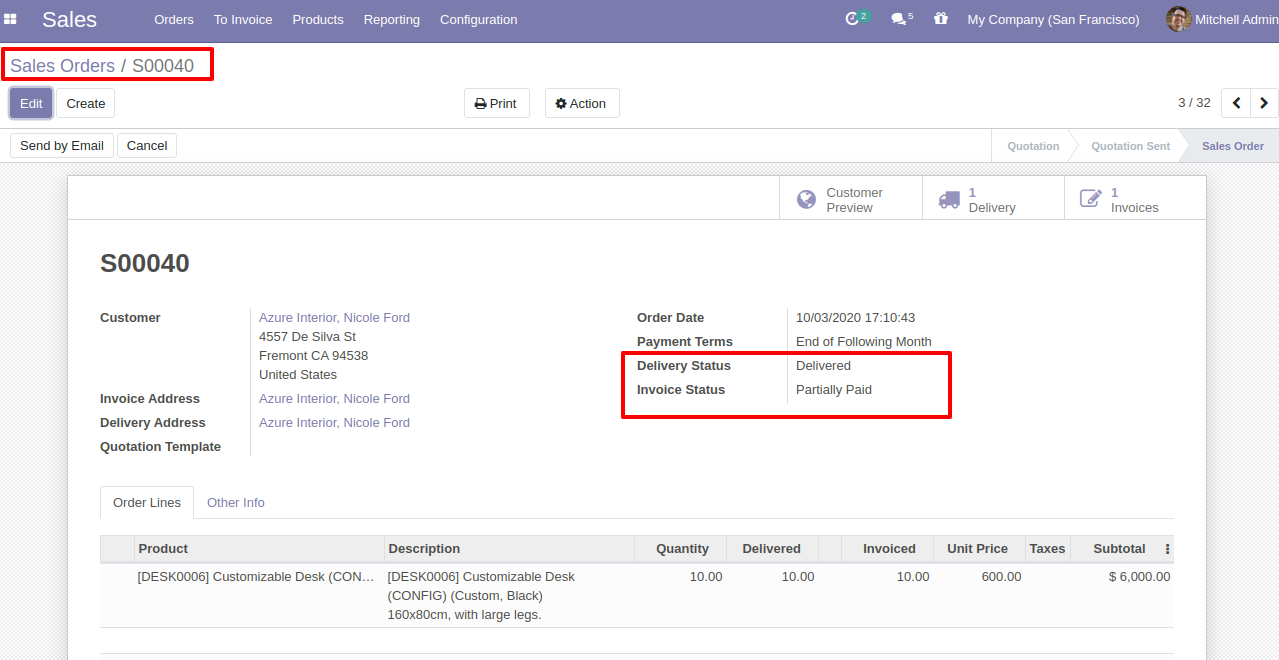 Sales Orders To Invoice Products Reporting Configuration 2 5 My Company (San Francisco) Mitchell Admin
Sales Orders / S00040
Edit Create Print Action 3 / 32
Send by Email Cancel Quotation Quotation Sent Sales Order
Customer Preview
1 Delivery
1 Invoices
S00040
Customer Azure Interior, Nicole Ford
4557 De Silva St
Fremont CA 94538
United States
Invoice Address Azure Interior, Nicole Ford
Delivery Address Azure Interior, Nicole Ford
Quotation Template
Order Date 10/03/2020 17:10:43
Payment Terms End of Following Month
Delivery Status Delivered
Invoice Status Partially Paid
Order Lines Other Info
Product Description Quantity Delivered Invoiced Unit Price Taxes Subtotal
[DESK0006] Customizable Desk (CON… [DESK0006] Customizable Desk 10.00 10.00 10.00 600.00 $ 6,000.00
(CONFIG) (Custom, Black)
160x80cm, with large legs.